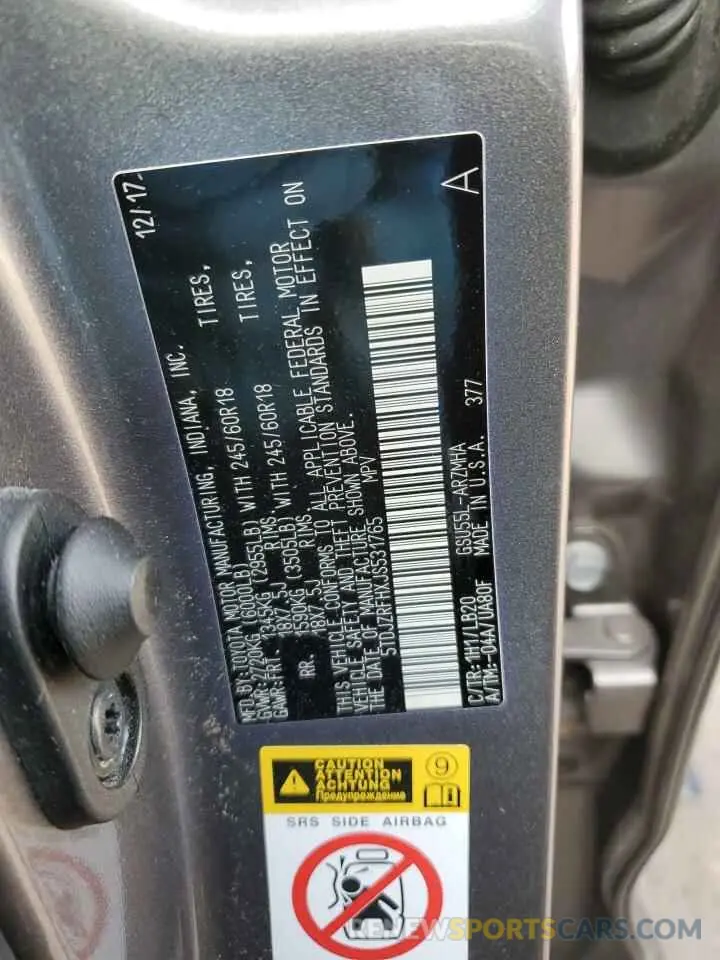 12/17
MFD.BY:TOYOTA MOTOR MANUFACTURING, INDIANA, INC.
GVWR:2720KG (6000LB)
GAWR:FRT 1340KG (2955LB) WITH 245/60R18 TIRES,
18X7.5J RIMS
RR. 1590KG (3505LB) WITH 245/60R18 TIRES,
18X7.5J RIMS
THIS VEHICLE CONFORMS TO ALL APPLICABLE FEDERAL MOTOR
VEHICLE SAFETY AND THEFT PREVENTION STANDARDS IN EFFECT ON
THE DATE OF MANUFACTURE SHOWN ABOVE.
5TDJZRFHXJS531765 MPV
C/TR:1H1/LB20 GSU55L-ARZMHA
A/TM:-04A/UA80F MADE IN U.S.A. 377
A
CAUTION
ATTENTION
ACHTUNG
Предупреждение
9
SRS SIDE AIRBAG
RENEWSPORTSCARS.COM